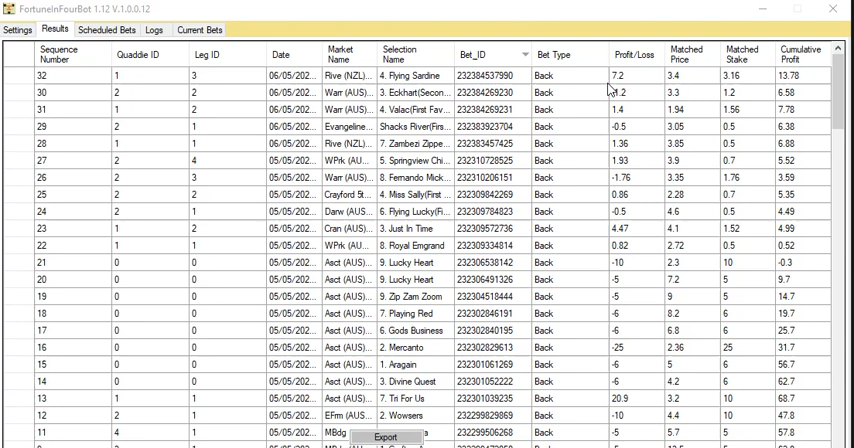 FortuneInFourBot 1.12 V.1.0.0.12
Settings Results Scheduled Bets Logs Current Bets
Sequence Number Quaddie ID Leg ID Date Market Name Selection Name Bet_ID Bet Type Profit/Loss Matched Price Matched Stake Cumulative Profit
32 1 3 06/05/202... Rive (NZL)... 4. Flying Sardine 232384537990 Back 7.2 3.4 3.16 13.78
30 2 2 06/05/202... Warr (AUS)... 3. Eckhart(Secon... 232384269230 Back -1.2 3.3 1.2 6.58
31 1 2 06/05/202... Warr (AUS)... 4. Valac(First Fav... 232384269231 Back 1.4 1.94 1.56 7.78
29 2 1 06/05/202... Evangeline... Shacks River(Firs... 232383923704 Back -0.5 3.05 0.5 6.38
28 1 1 06/05/202... Rive (NZL)... 7. Zambezi Zippe... 232383457425 Back 1.36 3.85 0.5 6.88
27 2 4 05/05/202... WPrk (AU... 5. Springview Chi... 232310728525 Back 1.93 3.9 0.7 5.52
26 2 3 05/05/202... Warr (AUS)... 8. Fernando Mick... 232310206151 Back -1.76 3.35 1.76 3.59
25 2 2 05/05/202... Crayford 5t... 4. Miss Sally(First ... 232309842269 Back 0.86 2.28 0.7 5.35
24 2 1 05/05/202... Darw (AUS)... 6. Flying Lucky(Fi... 232309784823 Back -0.5 4.6 0.5 4.49
23 1 2 05/05/202... Cran (AUS)... 3. Just In Time 232309572736 Back 4.47 4.1 1.52 4.99
22 1 1 05/05/202... WPrk (AU... 8. Royal Emgrand 232309334814 Back 0.82 2.72 0.5 0.52
21 0 0 05/05/202... Asct (AUS)... 9. Lucky Heart 232306538142 Back -10 2.3 10 -0.3
20 0 0 05/05/202... Asct (AUS)... 9. Lucky Heart 232306491326 Back -5 7.2 5 9.7
19 0 0 05/05/202... Asct (AUS)... 9. Zip Zam Zoom 232304518444 Back -5 9 5 14.7
18 0 0 05/05/202... Asct (AUS)... 7. Playing Red 232302846191 Back -6 8.2 6 19.7
17 0 0 05/05/202... Asct (AUS)... 6. Gods Business 232302840195 Back -6 6.8 6 25.7
16 0 0 05/05/202... Asct (AUS)... 2. Mercanto 232302829613 Back -25 2.36 25 31.7
15 0 0 05/05/202... Asct (AUS)... 1. Aragain 232301061269 Back -6 5 6 56.7
14 0 0 05/05/202... Asct (AUS)... 3. Divine Quest 232301052222 Back -6 4.2 6 62.7
13 1 1 05/05/202... Asct (AUS)... 7. Tri For Us 232301039235 Back 20.9 3.2 10 68.7
12 2 1 05/05/202... EFrm (AUS... 2. Wowsers 232299829869 Back -10 4.4 10 47.8
11 4 1 05/05/202... MBdg 232299506268 Back -5 5.7 5 57.8
Export